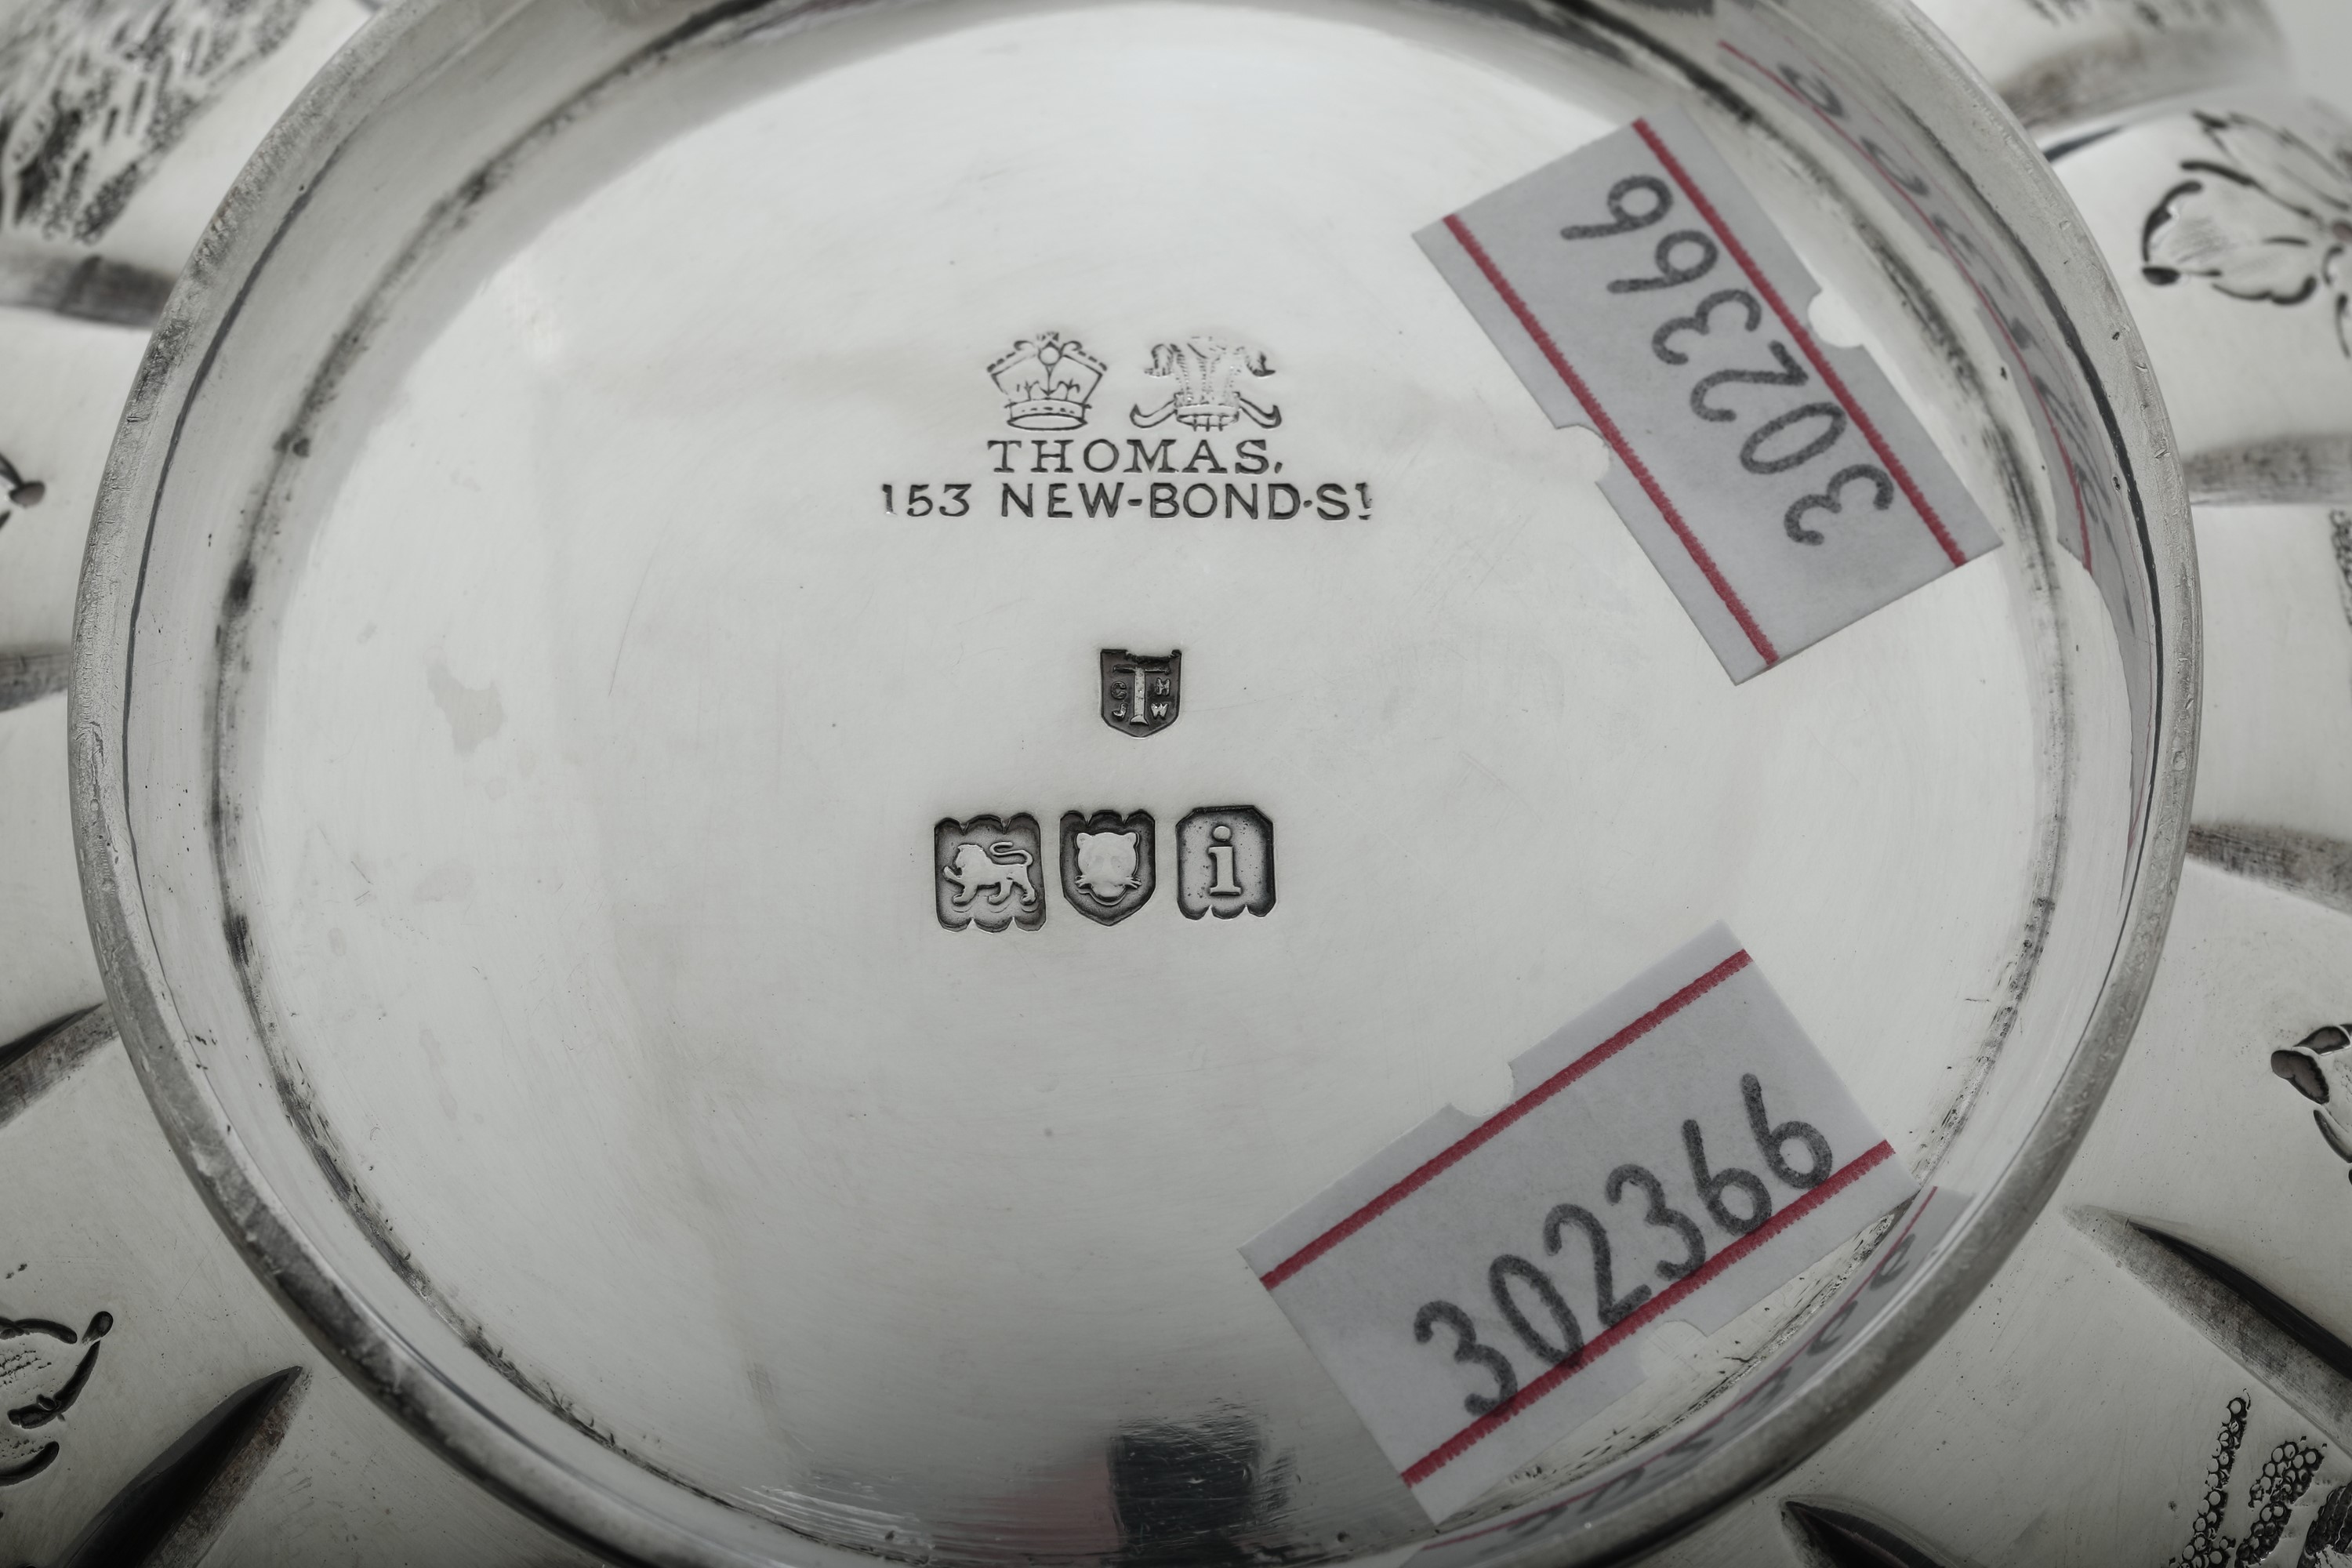 THOMAS.
153 NEW-BOND·St
302366
T
C H
J W
i
302366